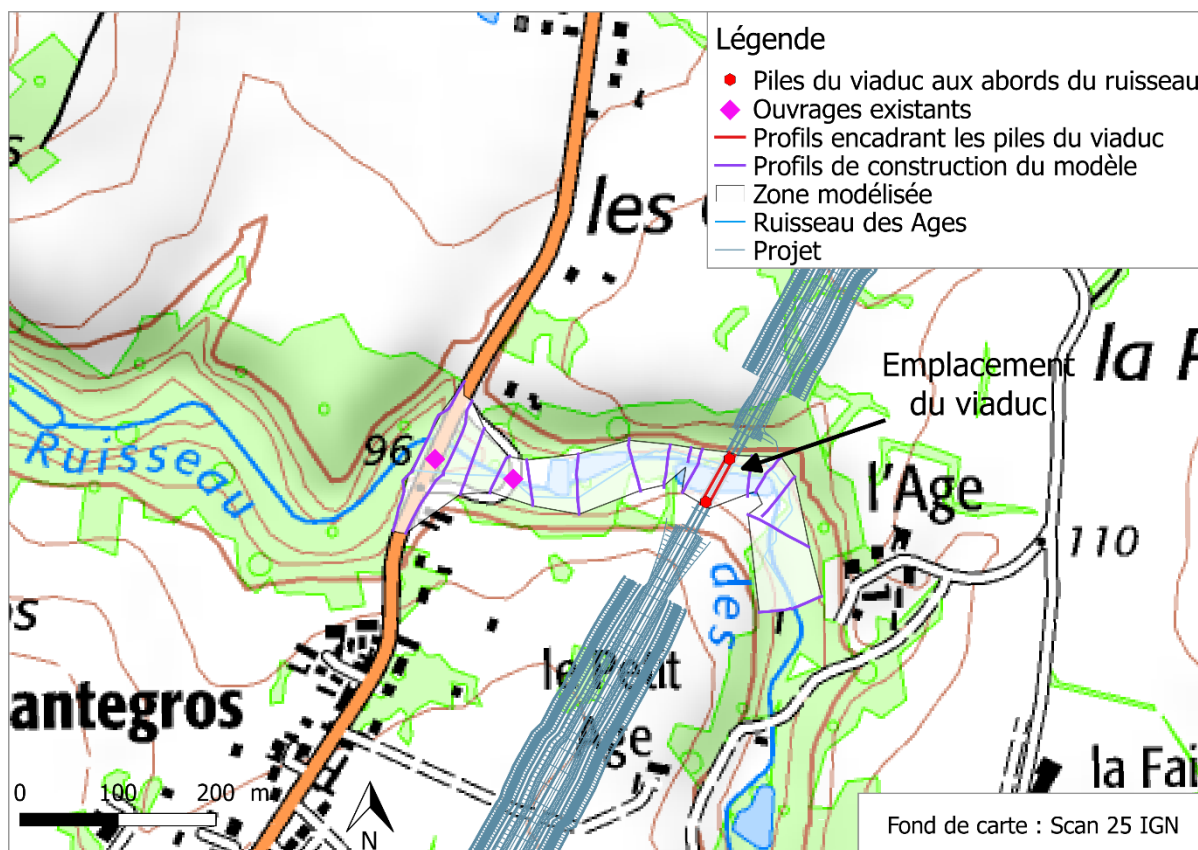 Légende
Piles du viaduc aux abords du ruisseau
Ouvrages existants
Profils encadrant les piles du viaduc
Profils de construction du modèle
Zone modélisée
Ruisseau des Ages
Projet
les
la
Emplacement
du viaduc
96
Ruisseau
l'Age
110
des
le Petit
Age
antegros
la Fai
0 100 200 m
N
Fond de carte : Scan 25 IGN